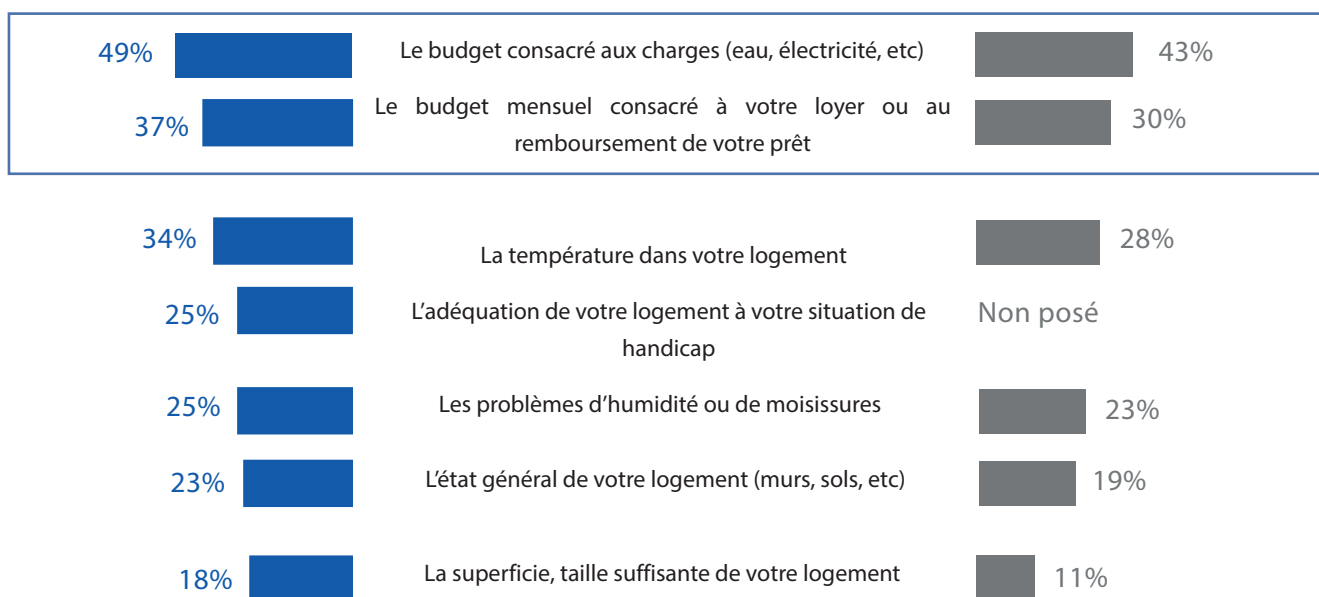 49% Le budget consacré aux charges (eau, électricité, etc) 43%
37% Le budget mensuel consacré à votre loyer ou au 30%
remboursement de votre prêt
34% La température dans votre logement 28%
25% L’adéquation de votre logement à votre situation de Non posé
handicap
25% Les problèmes d’humidité ou de moisissures 23%
23% L’état général de votre logement (murs, sols, etc) 19%
18% La superficie, taille suffisante de votre logement 11%